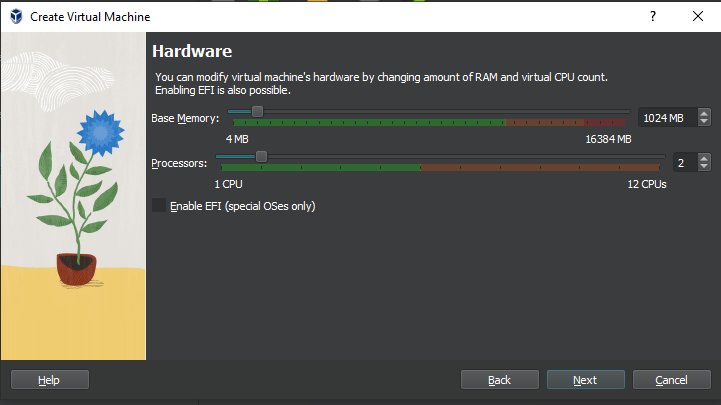 Create Virtual Machine
?
Hardware
You can modify virtual machine's hardware by changing amount of RAM and virtual CPU count.
Enabling EFI is also possible.
Base Memory:
1024 MB
4 MB
16384 MB
Processors:
2
1 CPU
12 CPUs
Enable EFI (special OSes only)
Help
Back
Next
Cancel